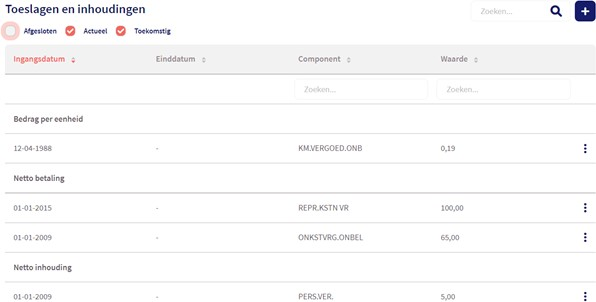 Toeslagen en inhoudingen
Zoeken...
Afgesloten Actueel Toekomstig
Ingangsdatum Einddatum Component Waarde
Zoeken... Zoeken...
Bedrag per eenheid
12-04-1988 - KM.VERGOED.ONB 0,19
Netto betaling
01-01-2015 - REPR.KSTN VR 100,00
01-01-2009 - ONKSTVRG.ONBEL 65,00
Netto inhouding
01-01-2009 - PERS.VER. 5,00